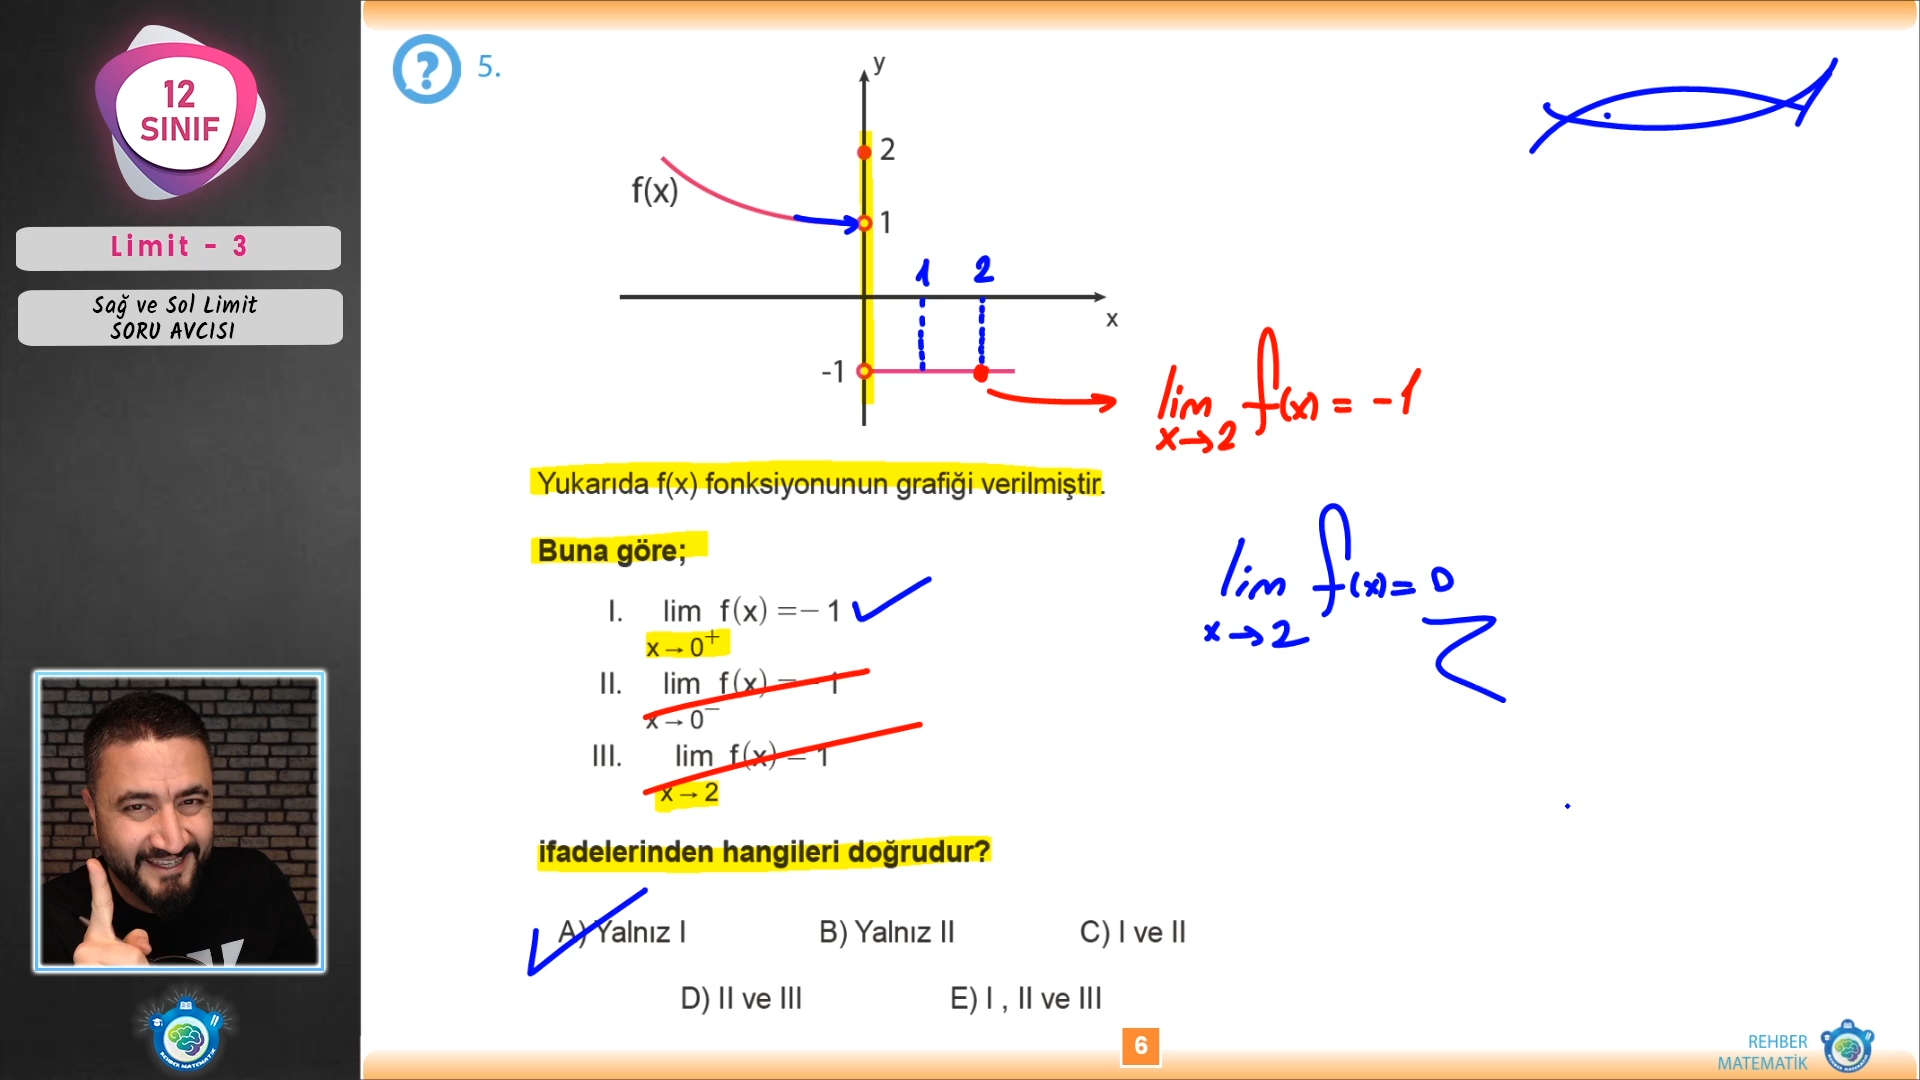 12
SINIF
Limit - 3
Sağ ve Sol Limit
SORU AVCISI
?
5.
y
2
f(x)
1
1 2
x
-1
lim f(x) = -1
x→2
Yukarıda f(x) fonksiyonunun grafiği verilmiştir.
Buna göre;
lim f(x) = 0
x→2
I. lim f(x) = – 1
x → 0⁺
II. lim f(x) = – 1
x → 0⁻
III. lim f(x) = 1
x → 2
ifadelerinden hangileri doğrudur?
A) Yalnız I B) Yalnız II C) I ve II
D) II ve III E) I , II ve III
6
REHBER
MATEMATİK
REHBER MATEMATİK